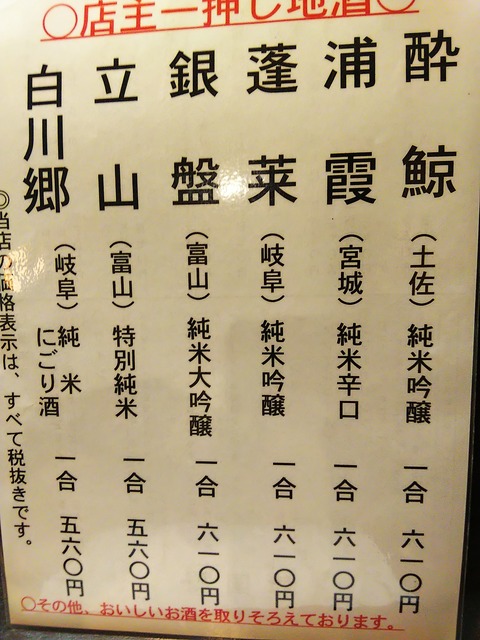 〇店主一押し地酒〇
酔鯨（土佐）純米吟醸 一合 六一〇円
浦霞（宮城）純米辛口 一合 六一〇円
蓬莱（岐阜）純米吟醸 一合 六一〇円
銀盤（富山）純米大吟醸 一合 六一〇円
立山（富山）特別純米 一合 五六〇円
白川郷（岐阜）純米にごり酒 一合 五六〇円
◎当店の価格表示は、すべて税抜きです。
〇その他、おいしいお酒を取りそろえております。